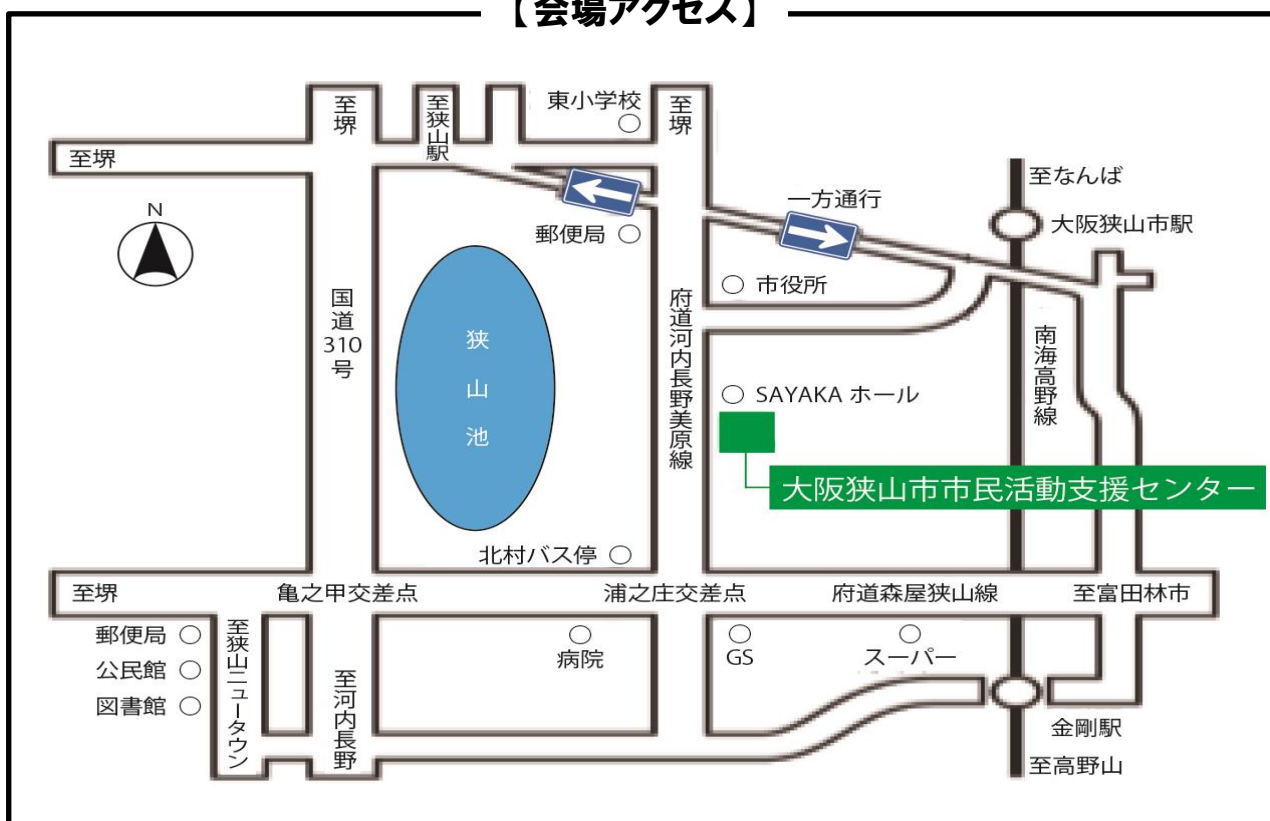 【会場アクセス】
至堺
至狭山駅
東小学校
至堺
至堺
N
一方通行
至なんば
大阪狭山市駅
郵便局
市役所
国道310号
狭山池
府道河内長野美原線
南海高野線
SAYAKA ホール
大阪狭山市市民活動支援センター
北村バス停
至堺
亀之甲交差点
浦之庄交差点
府道森屋狭山線
至富田林市
郵便局
公民館
図書館
至狭山ニュータウン
至河内長野
病院
GS
スーパー
金剛駅
至高野山